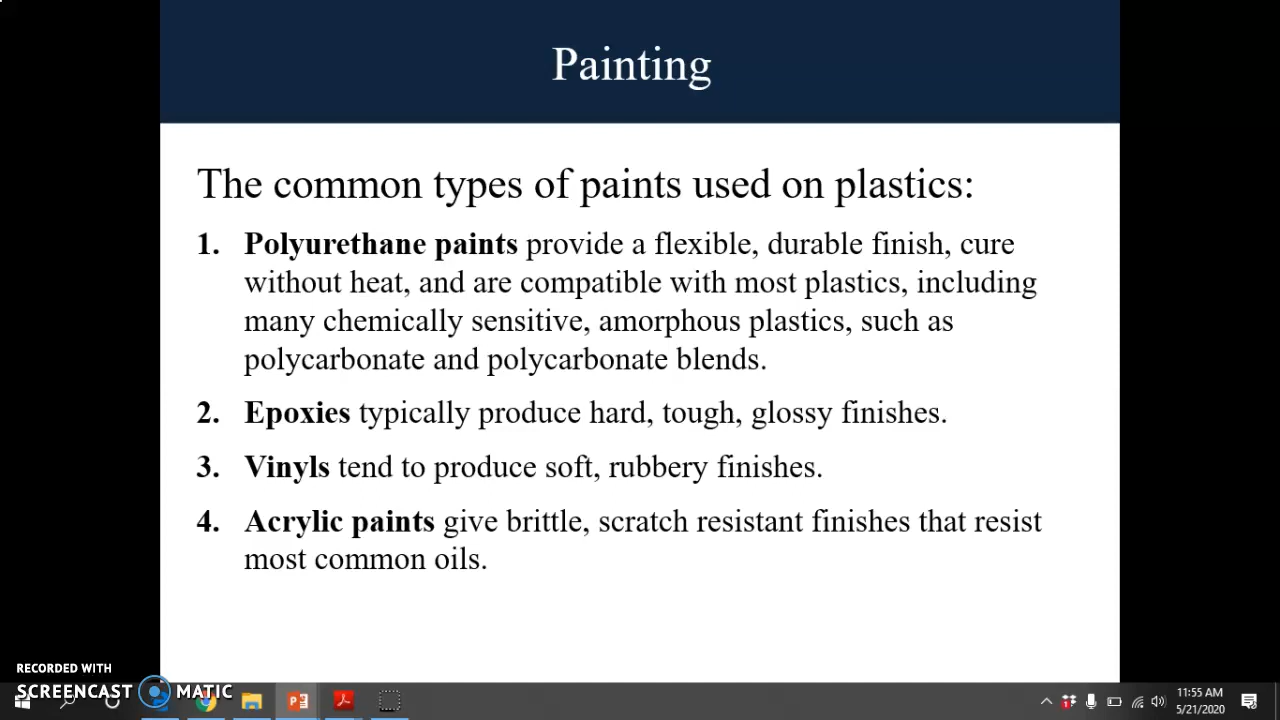 Painting
The common types of paints used on plastics:
1. Polyurethane paints provide a flexible, durable finish, cure
without heat, and are compatible with most plastics, including
many chemically sensitive, amorphous plastics, such as
polycarbonate and polycarbonate blends.
2. Epoxies typically produce hard, tough, glossy finishes.
3. Vinyls tend to produce soft, rubbery finishes.
4. Acrylic paints give brittle, scratch resistant finishes that resist
most common oils.
RECORDED WITH
SCREENCAST MATIC
11:55 AM
5/21/2020